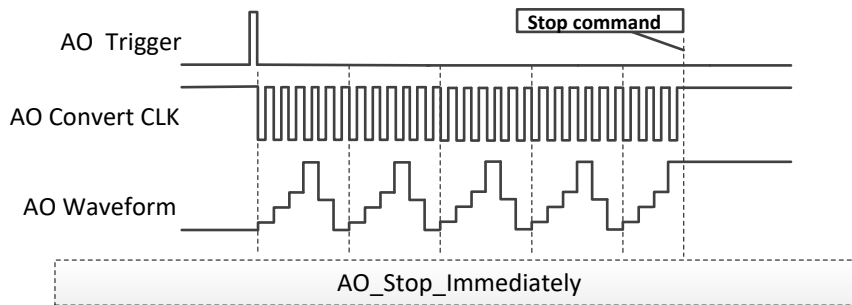 Stop command
AO Trigger
AO Convert CLK
AO Waveform
AO_Stop_Immediately